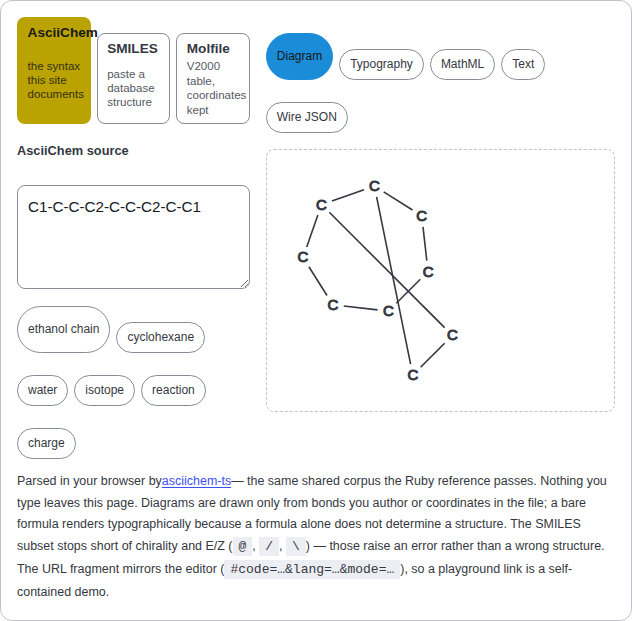 AsciiChem
the syntax
this site
documents
SMILES
paste a
database
structure
Molfile
V2000
table,
coordinates
kept
Diagram
Typography
MathML
Text
Wire JSON
AsciiChem source
C1-C-C-C2-C-C-C2-C-C1
ethanol chain
cyclohexane
water
isotope
reaction
charge
C
C
C
C
C
C
C
C
C
Parsed in your browser byasciichem-ts— the same shared corpus the Ruby reference passes. Nothing you
type leaves this page. Diagrams are drawn only from bonds you author or coordinates in the file; a bare
formula renders typographically because a formula alone does not determine a structure. The SMILES
subset stops short of chirality and E/Z ( @ , / , \ ) — those raise an error rather than a wrong structure.
The URL fragment mirrors the editor ( #code=…&lang=…&mode=… ), so a playground link is a self-
contained demo.